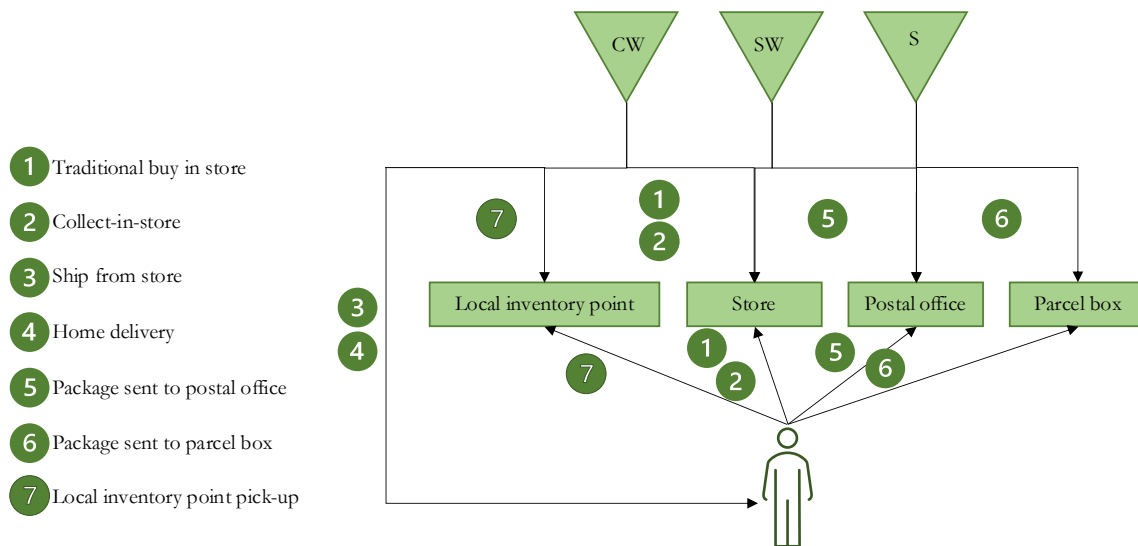 CW
SW
S
1 Traditional buy in store
2 Collect-in-store
3 Ship from store
4 Home delivery
5 Package sent to postal office
6 Package sent to parcel box
7 Local inventory point pick-up
7
1
2
5
6
3
4
Local inventory point
Store
Postal office
Parcel box
7
1
2
5
6